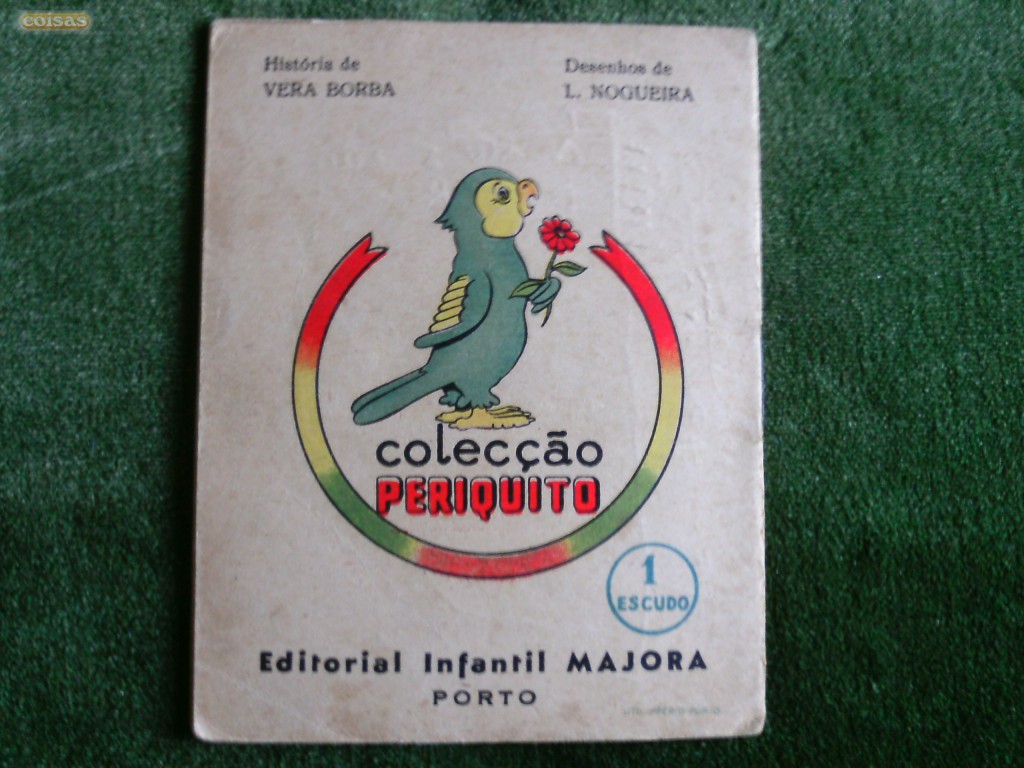 coisas
História de
VERA BORBA
Desenhos de
L. NOGUEIRA
colecção
PERIQUITO
1
ESCUDO
Editorial Infantil MAJORA
PORTO